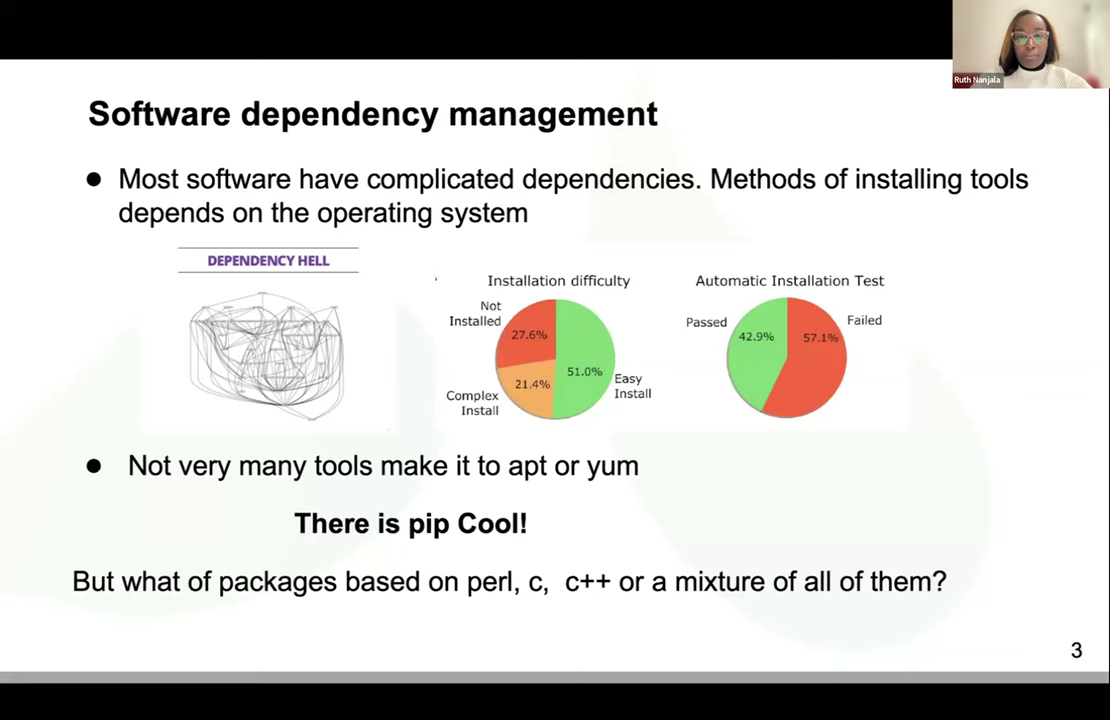 Ruth Nanjala
Software dependency management
● Most software have complicated dependencies. Methods of installing tools
depends on the operating system
DEPENDENCY HELL
Installation difficulty
Not
Installed
27.6%
51.0%
21.4%
Easy
Install
Complex
Install
Automatic Installation Test
Passed
Failed
42.9%
57.1%
● Not very many tools make it to apt or yum
There is pip Cool!
But what of packages based on perl, c, c++ or a mixture of all of them?
3